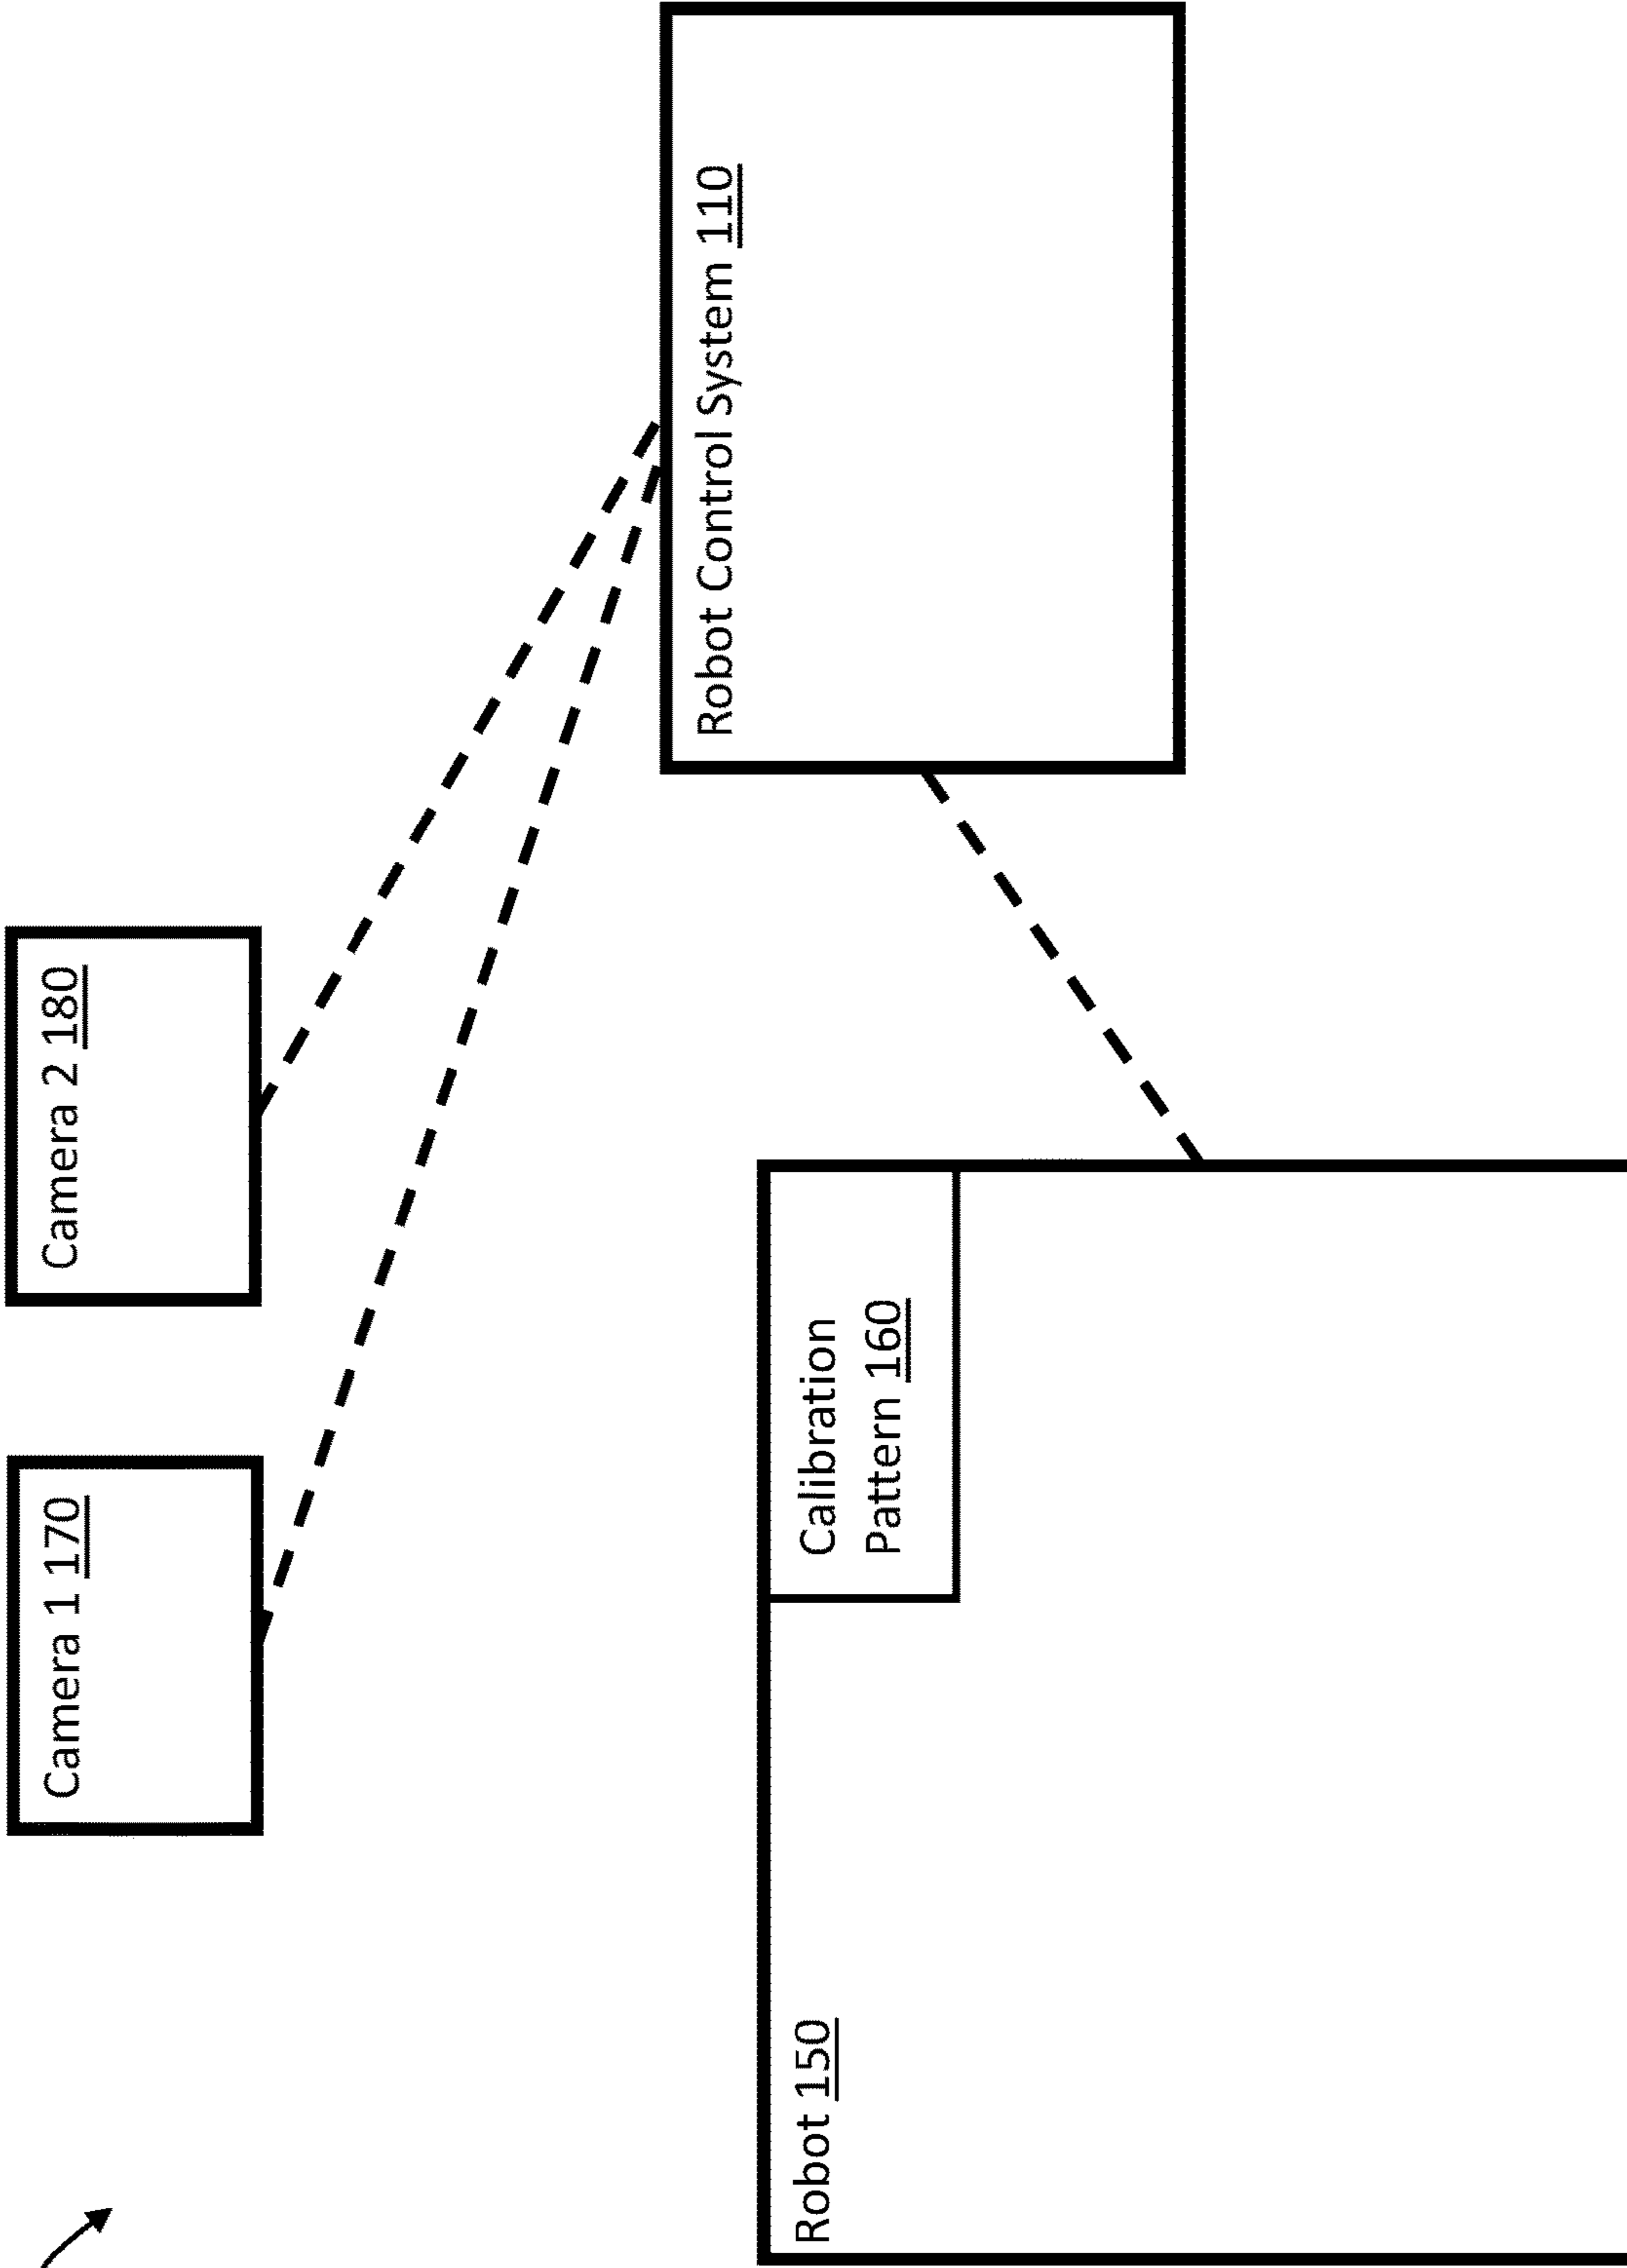 Camera 1 170
Camera 2 180
Robot Control System 110
Robot 150
Calibration
Pattern 160